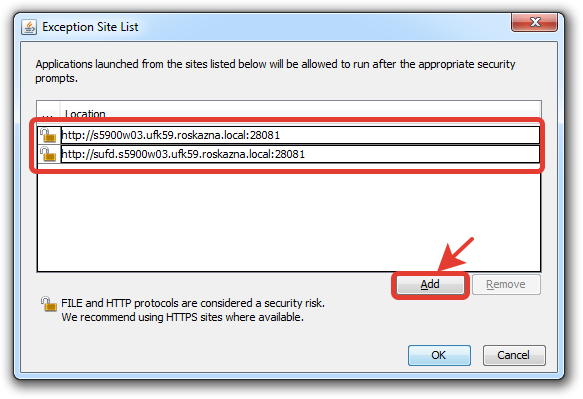 Exception Site List
Applications launched from the sites listed below will be allowed to run after the appropriate security
prompts.
... Location
http://s5900w03.ufk59.roskazna.local:28081
http://sufd.s5900w03.ufk59.roskazna.local:28081
Add Remove
FILE and HTTP protocols are considered a security risk.
We recommend using HTTPS sites where available.
OK Cancel